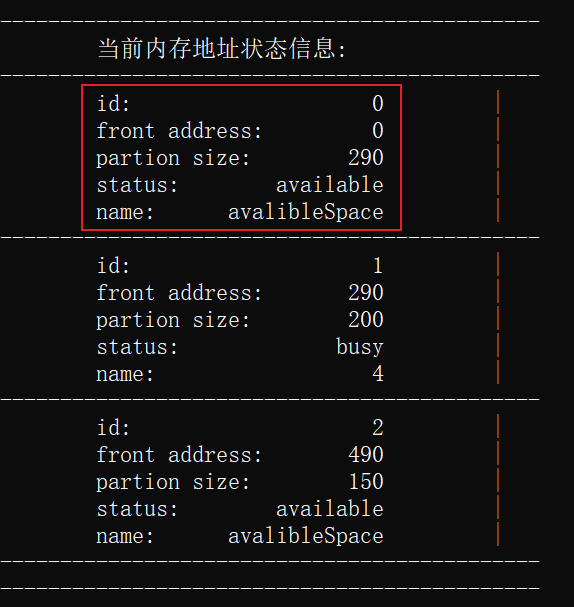 当前内存地址状态信息:
id: 0
front address: 0
partion size: 290
status: available
name: avalibleSpace
id: 1
front address: 290
partion size: 200
status: busy
name: 4
id: 2
front address: 490
partion size: 150
status: available
name: avalibleSpace